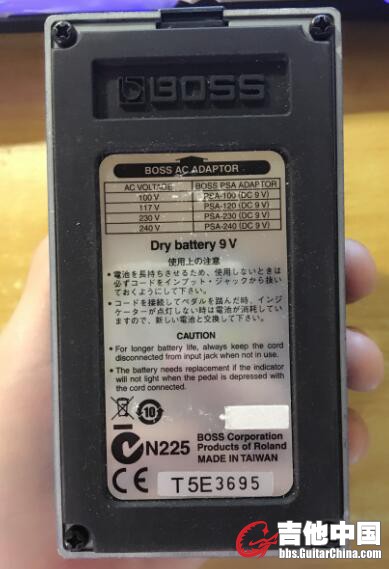 BOSS
BOSS AC ADAPTOR
AC VOLTAGE BOSS PSA ADAPTOR
100 V PSA-100 (DC 9 V)
117 V PSA-120 (DC 9 V)
230 V PSA-230 (DC 9 V)
240 V PSA-240 (DC 9 V)
Dry battery 9 V
使用上の注意
• 電池を長持ちさせるため、使用しないときは
必ずコードをインプット・ジャックから抜い
ておくようにして下さい。
• コードを接続してペダルを踏んだ時、インジ
ケーターが点灯しない時は電池が消耗してい
ますので、新しい電池と交換して下さい。
CAUTION
• For longer battery life, always keep the cord
disconnected from input jack when not in use.
• The battery needs replacement if the indicator
will not light when the pedal is depressed with
the cord connected.
10
N225
BOSS Corporation
Products of Roland
MADE IN TAIWAN
CE
T5E3695
吉他中国
bbs.GuitarChina.com